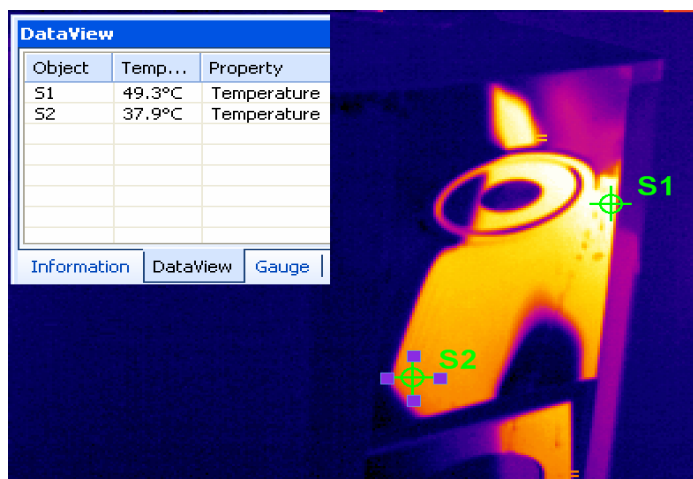 DataView
Object Temp... Property
S1 49.3°C Temperature
S2 37.9°C Temperature
Information DataView Gauge
S1
S2